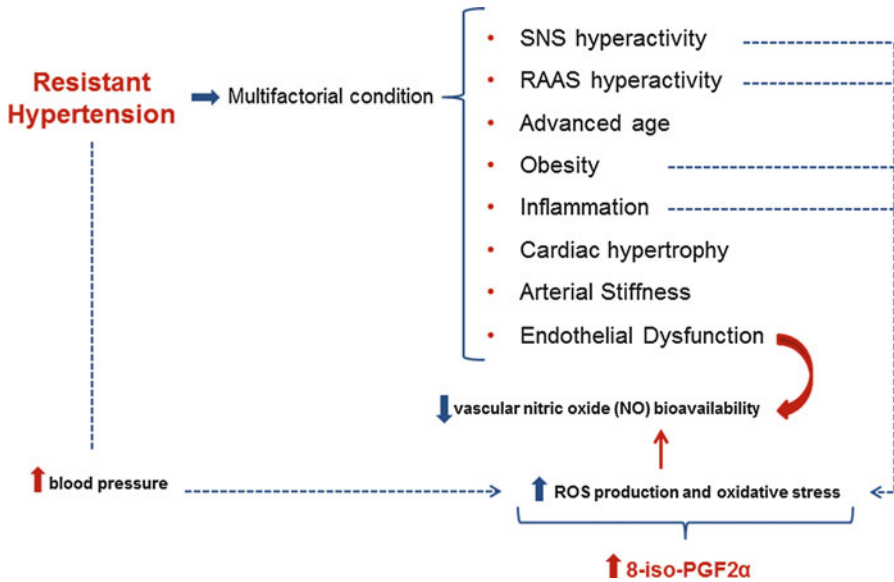 Resistant
Hypertension
Multifactorial condition
• SNS hyperactivity
• RAAS hyperactivity
• Advanced age
• Obesity
• Inflammation
• Cardiac hypertrophy
• Arterial Stiffness
• Endothelial Dysfunction
vascular nitric oxide (NO) bioavailability
blood pressure
ROS production and oxidative stress
8-iso-PGF2α